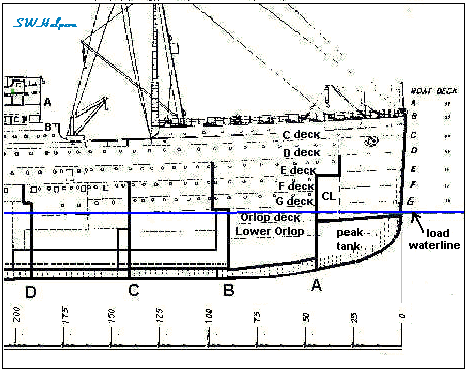 SWHalpern
BOAT DECK
A "
A
B "
B
C deck
C "
D deck
D "
E deck
E "
F deck
CL
F "
G deck
G "
Orlop deck
Lower Orlop
peak
tank
load
waterline
D
C
B
A
200
175
150
125
100
75
50
25
0